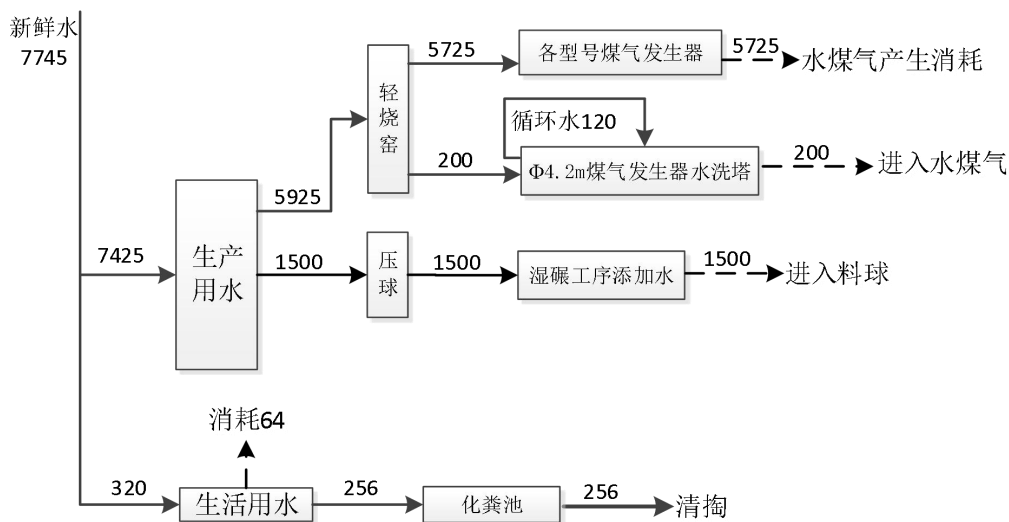 新鲜水
7745
5725
各型号煤气发生器
5725
水煤气产生消耗
轻烧窑
循环水120
200
Φ4.2m煤气发生器水洗塔
200
进入水煤气
5925
7425
生产
用水
1500
压球
1500
湿碾工序添加水
1500
进入料球
消耗64
320
生活用水
256
化粪池
256
清掏